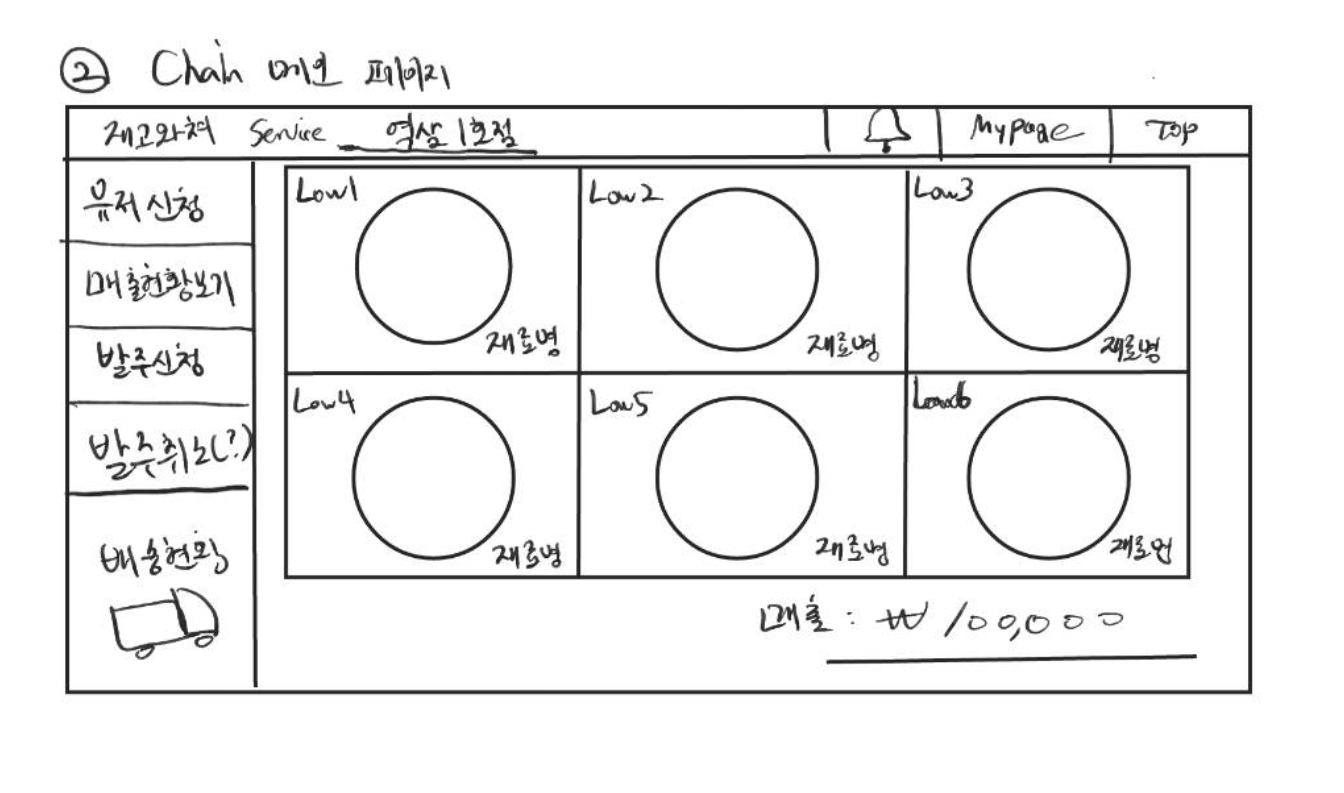 ② Chain 메인 페이지
재고와쳐 Service 역삼 1호점 MyPage Top
유저신청
매출현황보기
발주신청
발주취소(?)
배송현황
Low1 재료명
Low2 재료명
Low3 재료명
Low4 재료명
Low5 재료명
Low6 재료명
매출 : ₩ 100,000